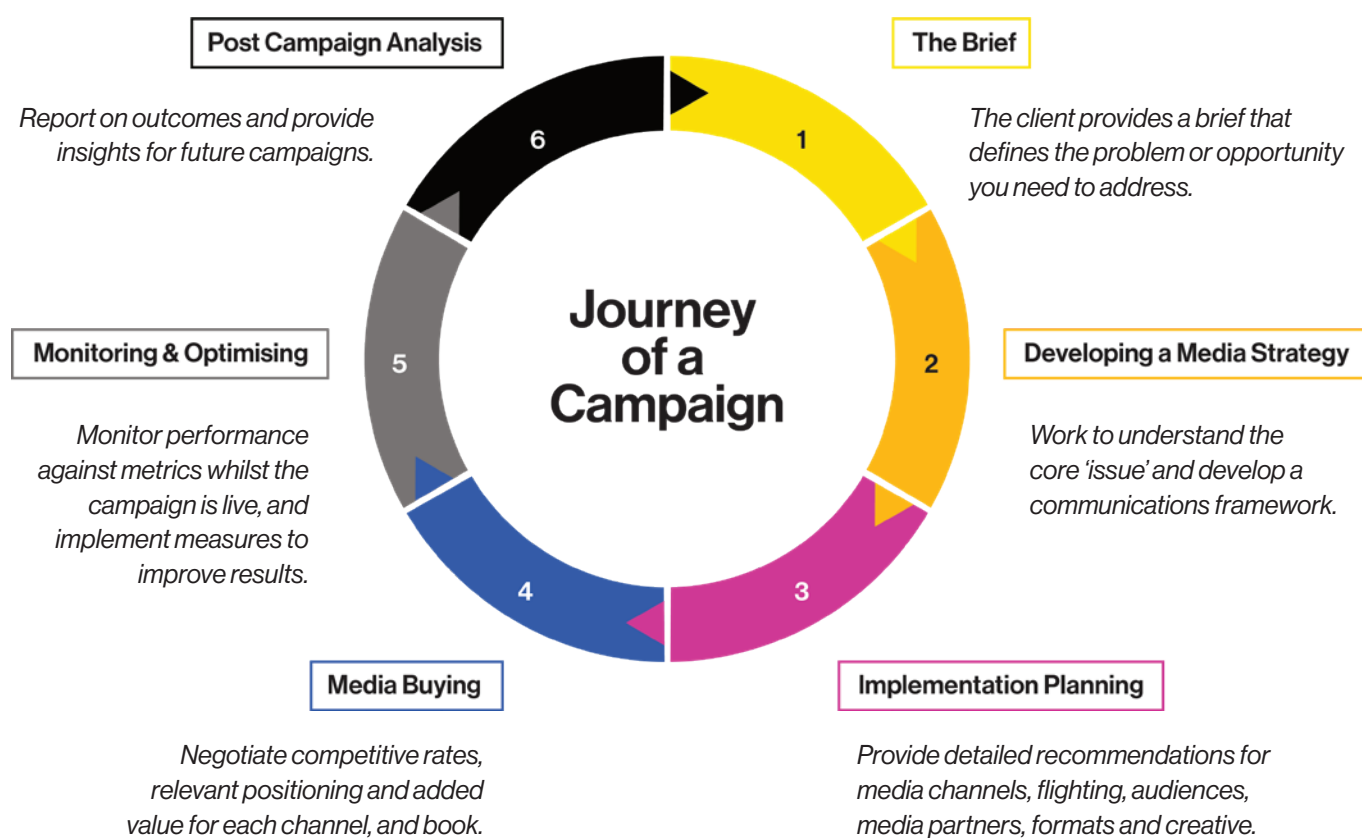 Journey
of a
Campaign
1
The Brief
The client provides a brief that
defines the problem or opportunity
you need to address.
2
Developing a Media Strategy
Work to understand the
core ‘issue’ and develop a
communications framework.
3
Implementation Planning
Provide detailed recommendations for
media channels, flighting, audiences,
media partners, formats and creative.
4
Media Buying
Negotiate competitive rates,
relevant positioning and added
value for each channel, and book.
5
Monitoring & Optimising
Monitor performance
against metrics whilst the
campaign is live, and
implement measures to
improve results.
6
Post Campaign Analysis
Report on outcomes and provide
insights for future campaigns.